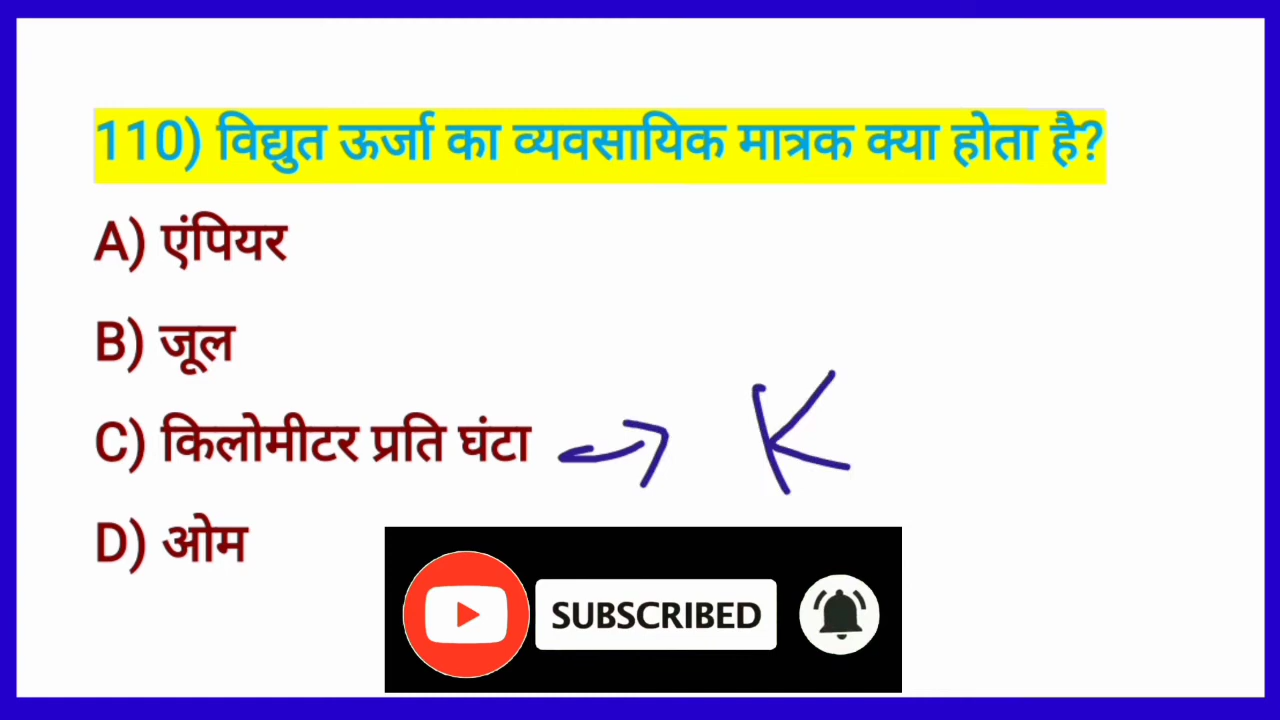 110) विद्युत ऊर्जा का व्यवसायिक मात्रक क्या होता है?
A) एंपियर
B) जूल
C) किलोमीटर प्रति घंटा
K
D) ओम
SUBSCRIBED